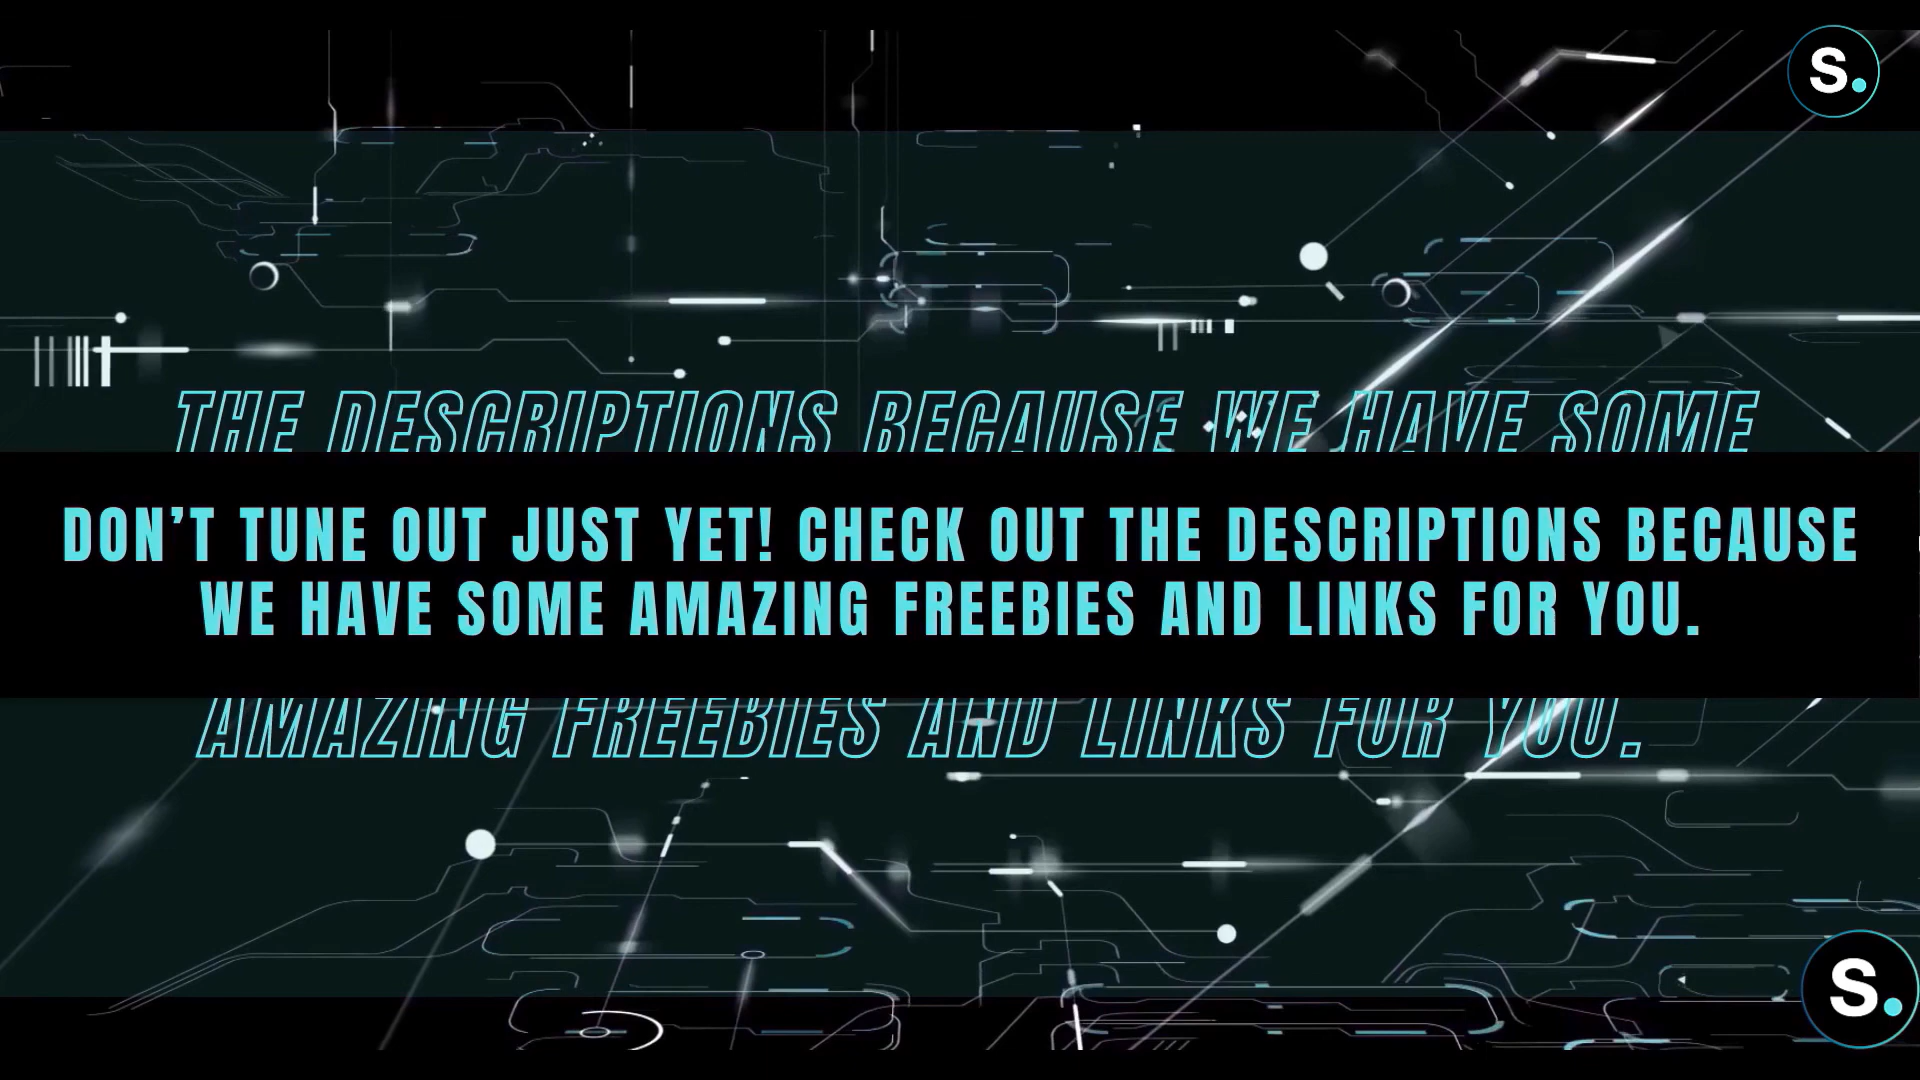 S.
THE DESCRIPTIONS BECAUSE WE HAVE SOME
DON’T TUNE OUT JUST YET! CHECK OUT THE DESCRIPTIONS BECAUSE
WE HAVE SOME AMAZING FREEBIES AND LINKS FOR YOU.
AMAZING FREEBIES AND LINKS FOR YOU.
S.